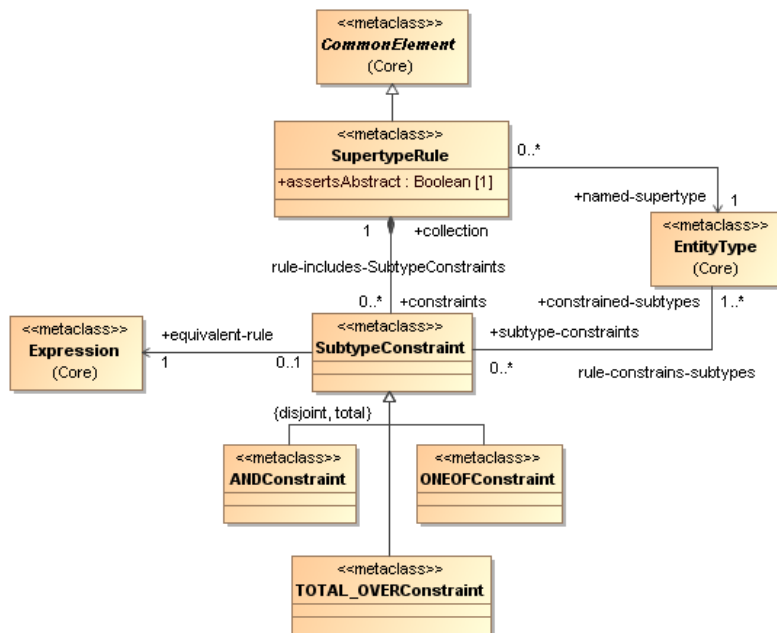 <<metaclass>>
CommonElement
(Core)
<<metaclass>>
SupertypeRule
+assertsAbstract : Boolean [1]
0..*
+named-supertype
1
<<metaclass>>
EntityType
(Core)
1
+collection
rule-includes-SubtypeConstraints
0..*
+constraints
+constrained-subtypes
1..*
<<metaclass>>
Expression
(Core)
+equivalent-rule
1
0..1
<<metaclass>>
SubtypeConstraint
+subtype-constraints
0..*
rule-constrains-subtypes
{disjoint, total}
<<metaclass>>
ANDConstraint
<<metaclass>>
ONEOFConstraint
<<metaclass>>
TOTAL_OVERConstraint